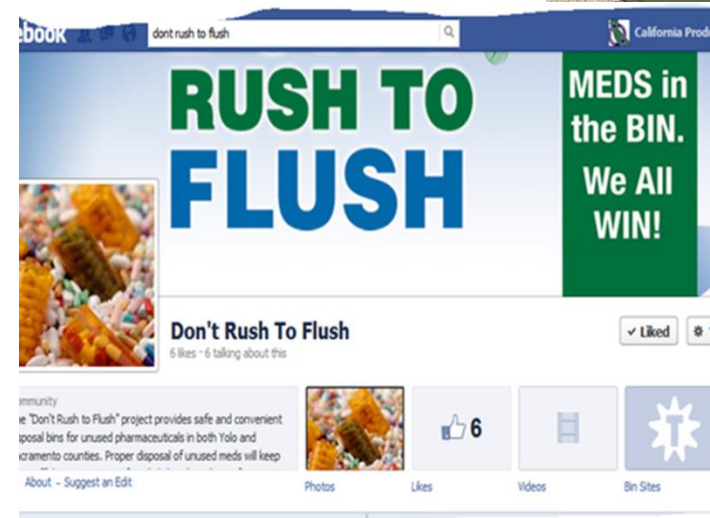 ebook
dont rush to flush
California Prod
RUSH TO
FLUSH
MEDS in
the BIN.
We All
WIN!
Don't Rush To Flush
6 likes · 6 talking about this
✓ Liked
mmunity
e "Don't Rush to Flush" project provides safe and convenient
sposal bins for unused pharmaceuticals in both Yolo and
cramento counties. Proper disposal of unused meds will keep
About – Suggest an Edit
6
Photos
Likes
Videos
T
Bin Sites